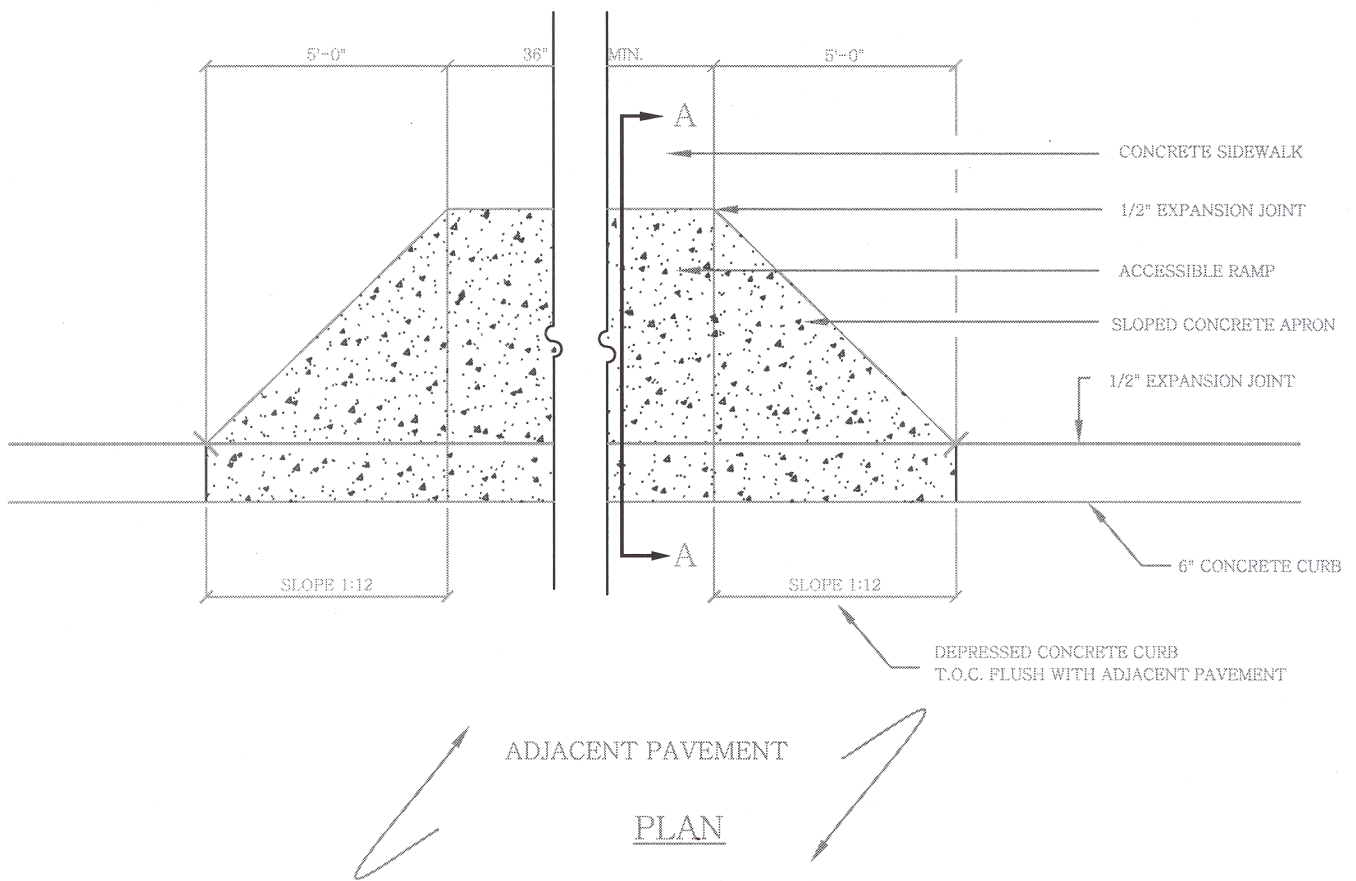 5'-0"
36" MIN.
5'-0"
A
CONCRETE SIDEWALK
1/2" EXPANSION JOINT
ACCESSIBLE RAMP
SLOPED CONCRETE APRON
1/2" EXPANSION JOINT
A
6" CONCRETE CURB
SLOPE 1:12
SLOPE 1:12
DEPRESSED CONCRETE CURB
T.O.C. FLUSH WITH ADJACENT PAVEMENT
ADJACENT PAVEMENT
PLAN